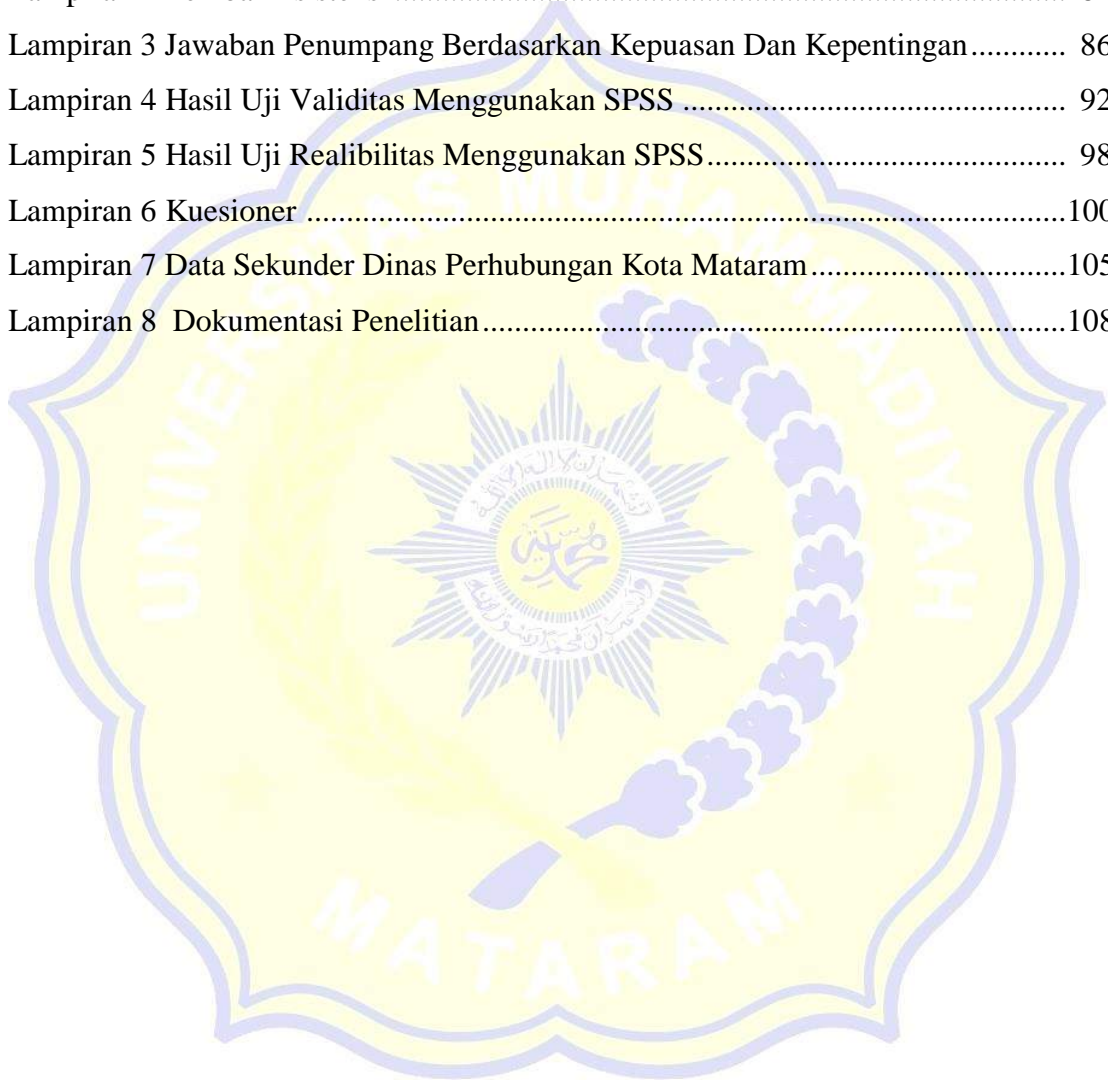 Lampiran 3 Jawaban Penumpang Berdasarkan Kepuasan Dan Kepentingan............ 86
Lampiran 4 Hasil Uji Validitas Menggunakan SPSS ................................................ 92
Lampiran 5 Hasil Uji Realibilitas Menggunakan SPSS............................................. 98
Lampiran 6 Kuesioner ..............................................................................................100
Lampiran 7 Data Sekunder Dinas Perhubungan Kota Mataram................................105
Lampiran 8  Dokumentasi Penelitian........................................................................108
UNIVERSITAS MUHAMMADIYAH
محمدية
MATARAM